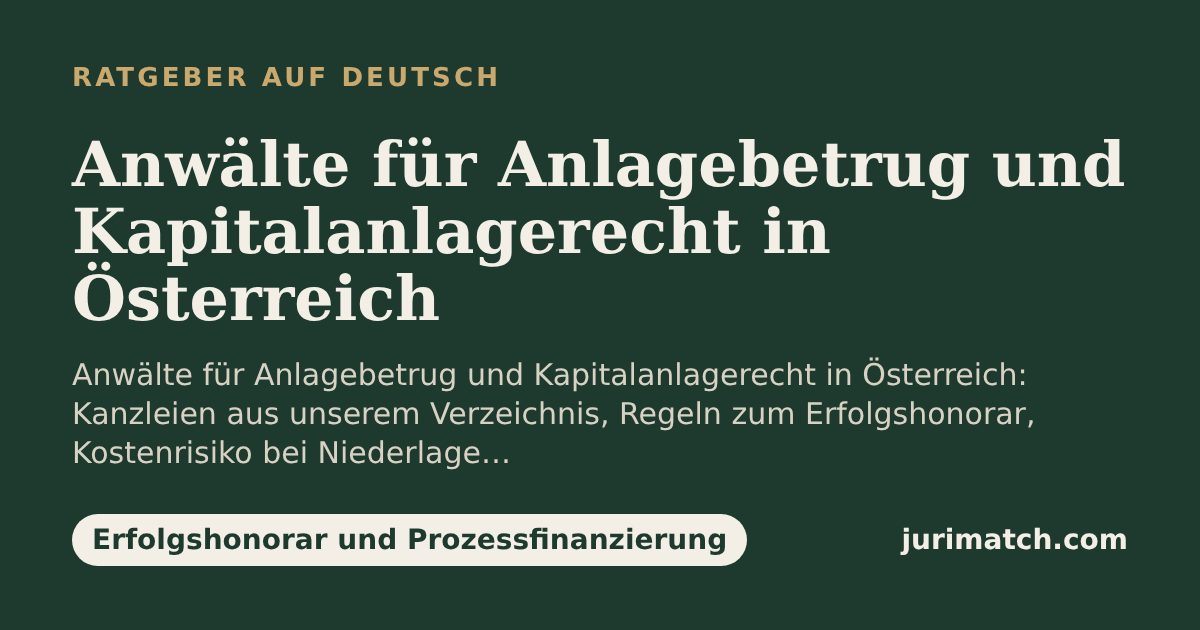 RATGEBER AUF DEUTSCH
Anwälte für Anlagebetrug und
Kapitalanlagerecht in
Österreich
Anwälte für Anlagebetrug und Kapitalanlagerecht in Österreich:
Kanzleien aus unserem Verzeichnis, Regeln zum Erfolgshonorar,
Kostenrisiko bei Niederlage…
Erfolgshonorar und Prozessfinanzierung
jurimatch.com